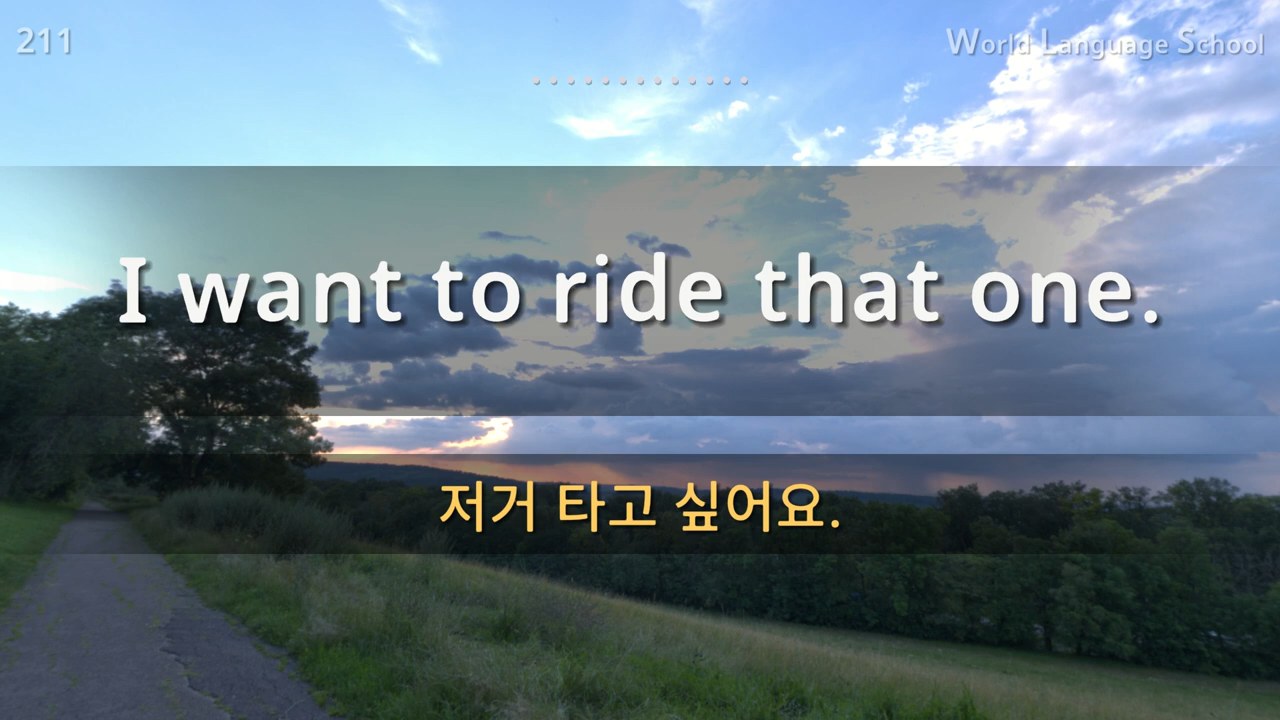 211
World Language School
I want to ride that one.
저거 타고 싶어요.